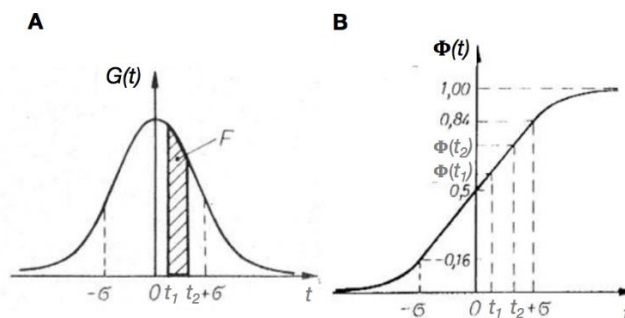 A
G(t)
F
-σ 0 t₁ t₂+σ t
B
Φ(t)
1,00
0,84
Φ(t₂)
Φ(t₁)
0,5
-0,16
-σ 0 t₁ t₂ +σ